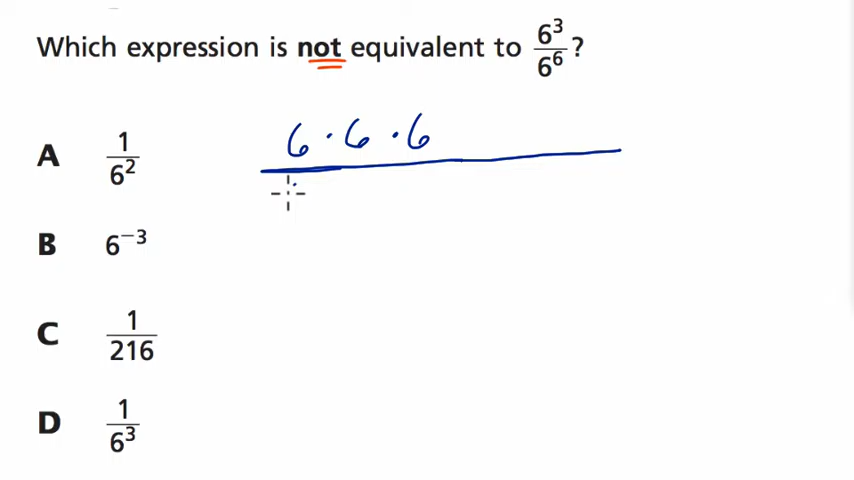 Which expression is not equivalent to 6³/6⁶?
6 · 6 · 6
A 1/6²
B 6⁻³
C 1/216
D 1/6³